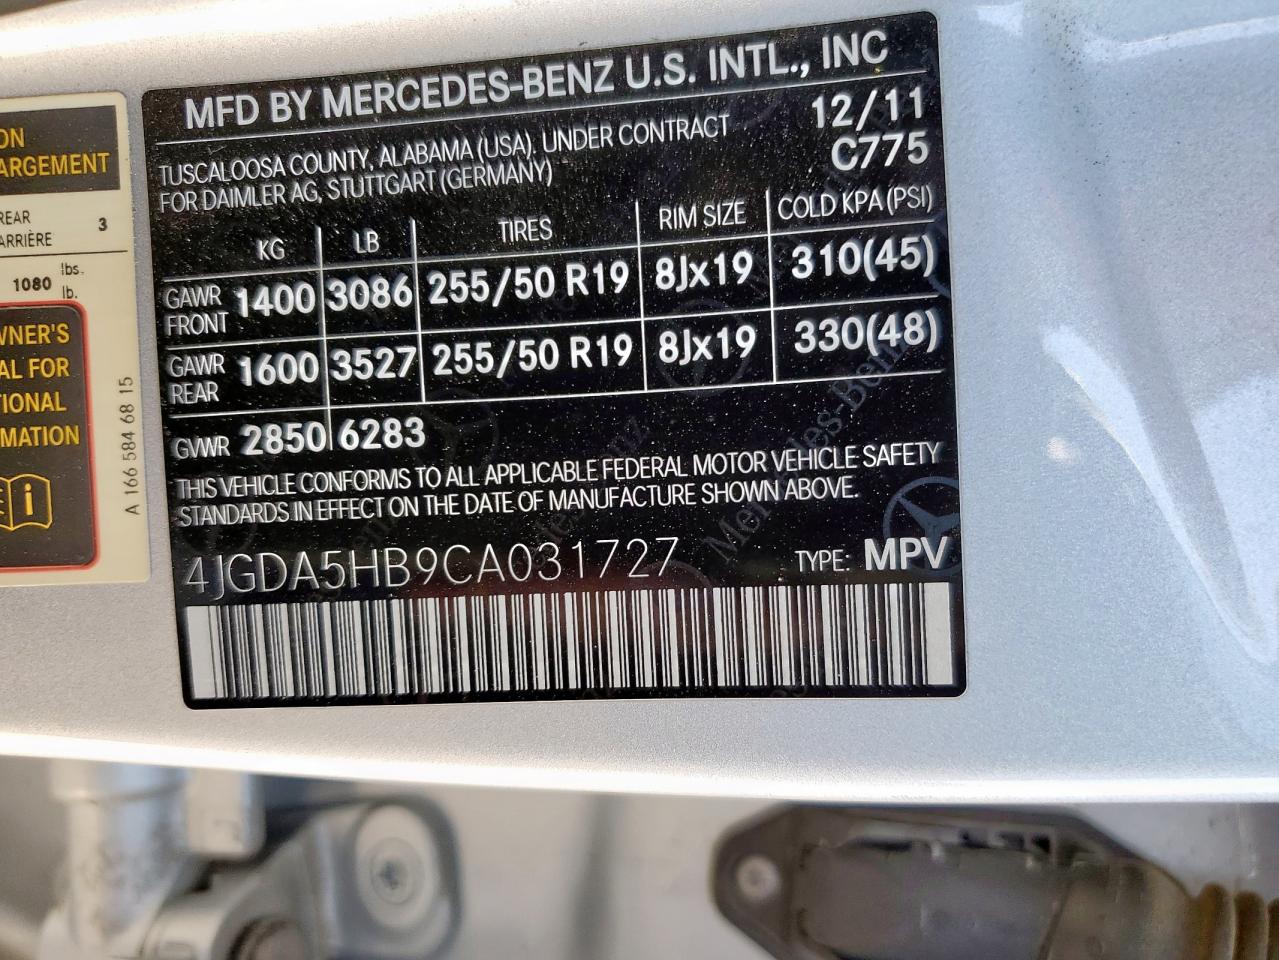 ON
ARGEMENT
REAR
ARRIÈRE 3
1080 lbs.
lb.
WNER'S
AL FOR
TIONAL
RMATION
A 166 584 68 15
MFD BY MERCEDES-BENZ U.S. INTL., INC
TUSCALOOSA COUNTY, ALABAMA (USA), UNDER CONTRACT 12/11
FOR DAIMLER AG, STUTTGART (GERMANY) C775
KG LB TIRES RIM SIZE COLD KPA (PSI)
GAWR FRONT 1400 3086 255/50 R19 8Jx19 310(45)
GAWR REAR 1600 3527 255/50 R19 8Jx19 330(48)
GVWR 2850 6283
THIS VEHICLE CONFORMS TO ALL APPLICABLE FEDERAL MOTOR VEHICLE SAFETY
STANDARDS IN EFFECT ON THE DATE OF MANUFACTURE SHOWN ABOVE.
4JGDA5HB9CA031727 TYPE: MPV
Mercedes-Benz